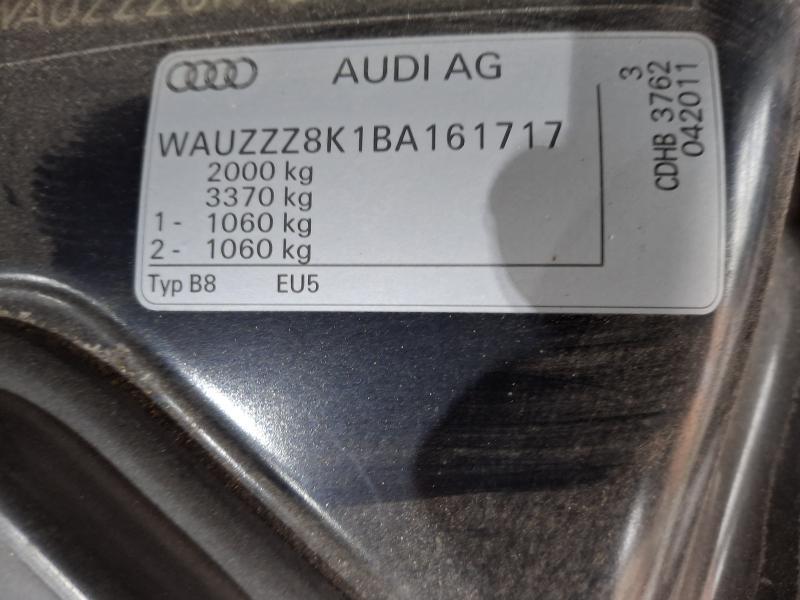 AUDI AG
WAUZZZ8K1BA161717
2000 kg
3370 kg
1 - 1060 kg
2 - 1060 kg
Typ B8 EU5
3
CDHB 3762
042011